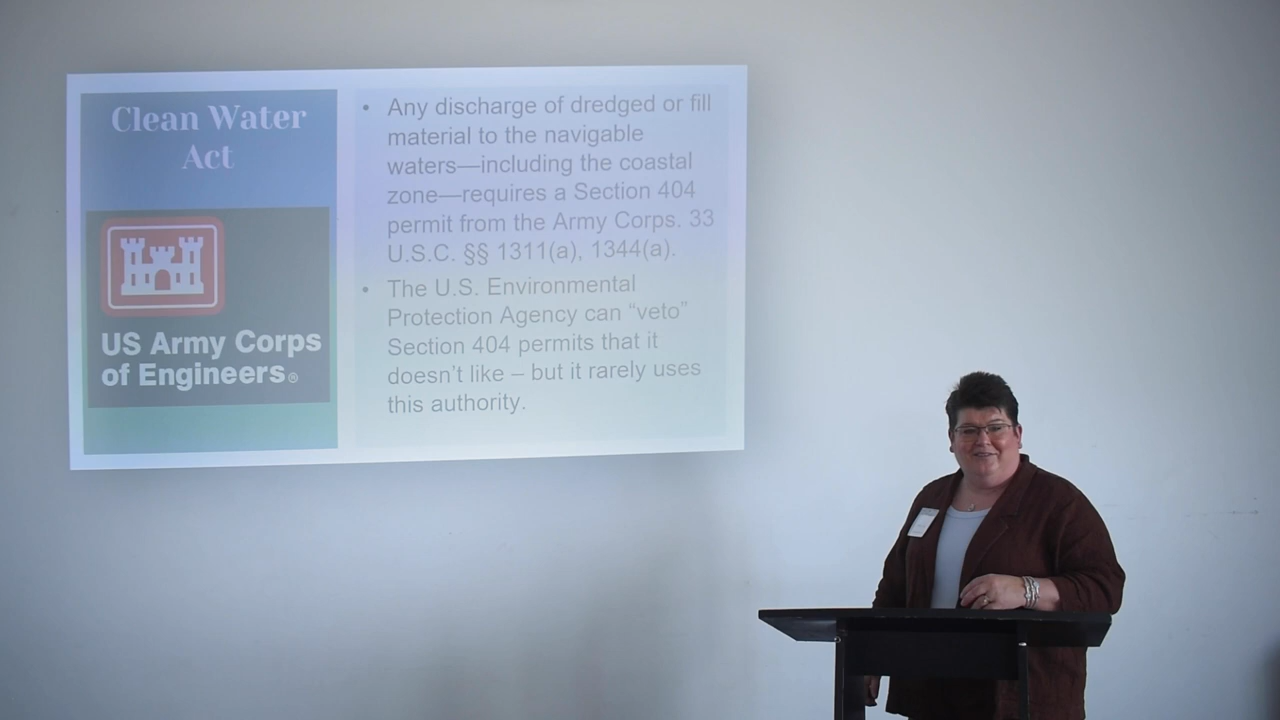 Clean Water
Act
US Army Corps
of Engineers®
• Any discharge of dredged or fill
material to the navigable
waters—including the coastal
zone—requires a Section 404
permit from the Army Corps. 33
U.S.C. §§ 1311(a), 1344(a).
• The U.S. Environmental
Protection Agency can “veto”
Section 404 permits that it
doesn’t like – but it rarely uses
this authority.